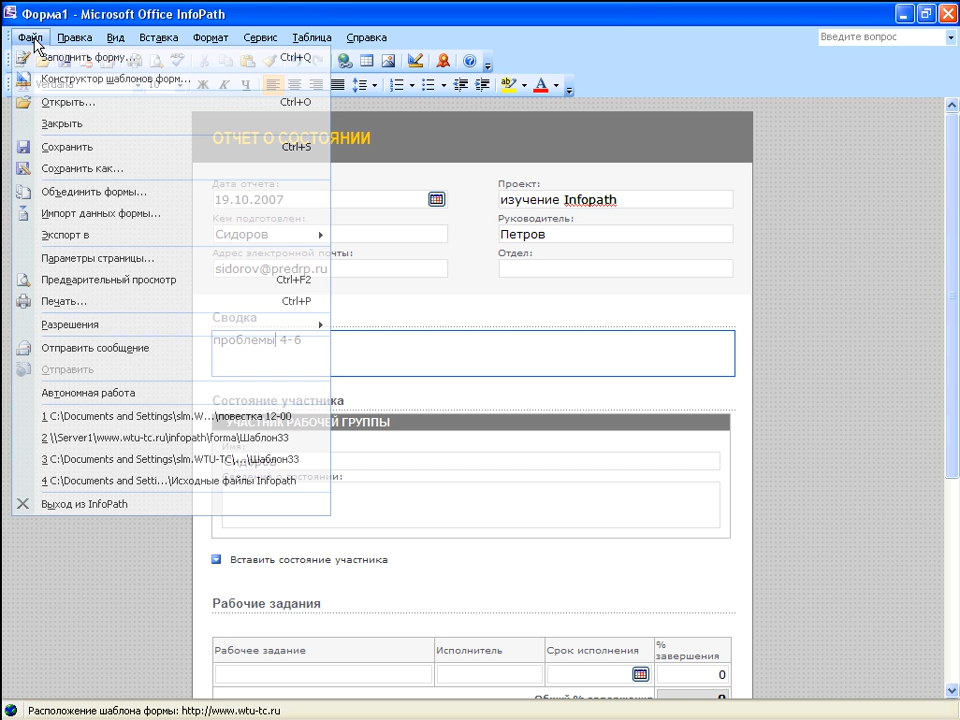 Форма1 - Microsoft Office InfoPath
Файл Правка Вид Вставка Формат Сервис Таблица Справка
Введите вопрос
Заполнить форму... Ctrl+O
Конструктор шаблонов форм...
Verdana 10 Ж К Ч
Открыть... Ctrl+O
Закрыть
Сохранить Ctrl+S
Сохранить как...
Объединить формы...
Импорт данных формы...
Экспорт в
Параметры страницы...
Предварительный просмотр Ctrl+F2
Печать... Ctrl+P
Разрешения
Отправить сообщение
Отправить
Автономная работа
1 C:\Documents and Settings\slm.W...\повестка 12-00
2 \\Server1\www.wtu-tc.ru\infopath\forma\Шаблон33
3 C:\Documents and Settings\slm.WTU-TC\...\Шаблон33
4 C:\Documents and Setti...\Исходные файлы Infopath
Выход из InfoPath
ОТЧЕТ О СОСТОЯНИИ
Дата отчета:
19.10.2007
Проект:
изучение Infopath
Кем подготовлен:
Сидоров
Руководитель:
Петров
Адрес электронной почты:
sidorov@predrp.ru
Отдел:
Сводка
проблемы 4-6
Состояние участника
УЧАСТНИК РАБОЧЕЙ ГРУППЫ
Имя:
Сидоров
состоянии:
Вставить состояние участника
Рабочие задания
Рабочее задание Исполнитель Срок исполнения % завершения
0
Расположение шаблона формы: http://www.wtu-tc.ru